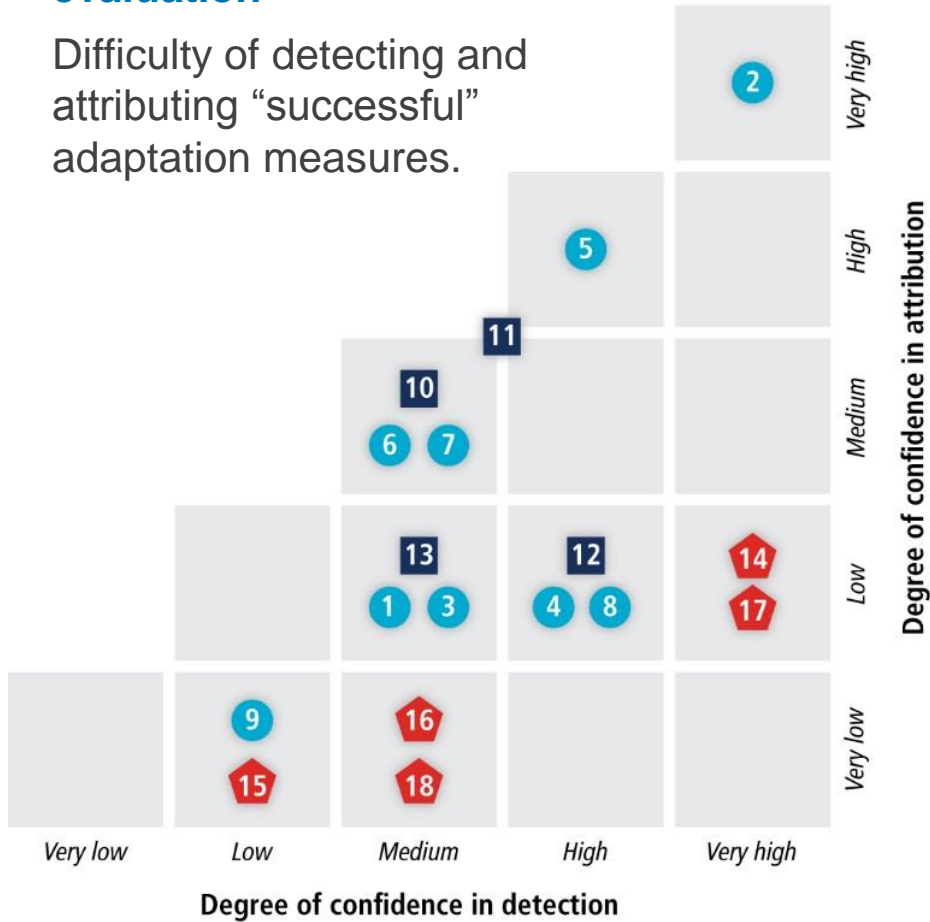 evaluation
Difficulty of detecting and
attributing “successful”
adaptation measures.
2
Very high
5
High
11
10
6 7
Medium
13 12 14
1 3 4 8 17
Low
9 16
15 18
Very low
Degree of confidence in attribution
Very low Low Medium High Very high
Degree of confidence in detection